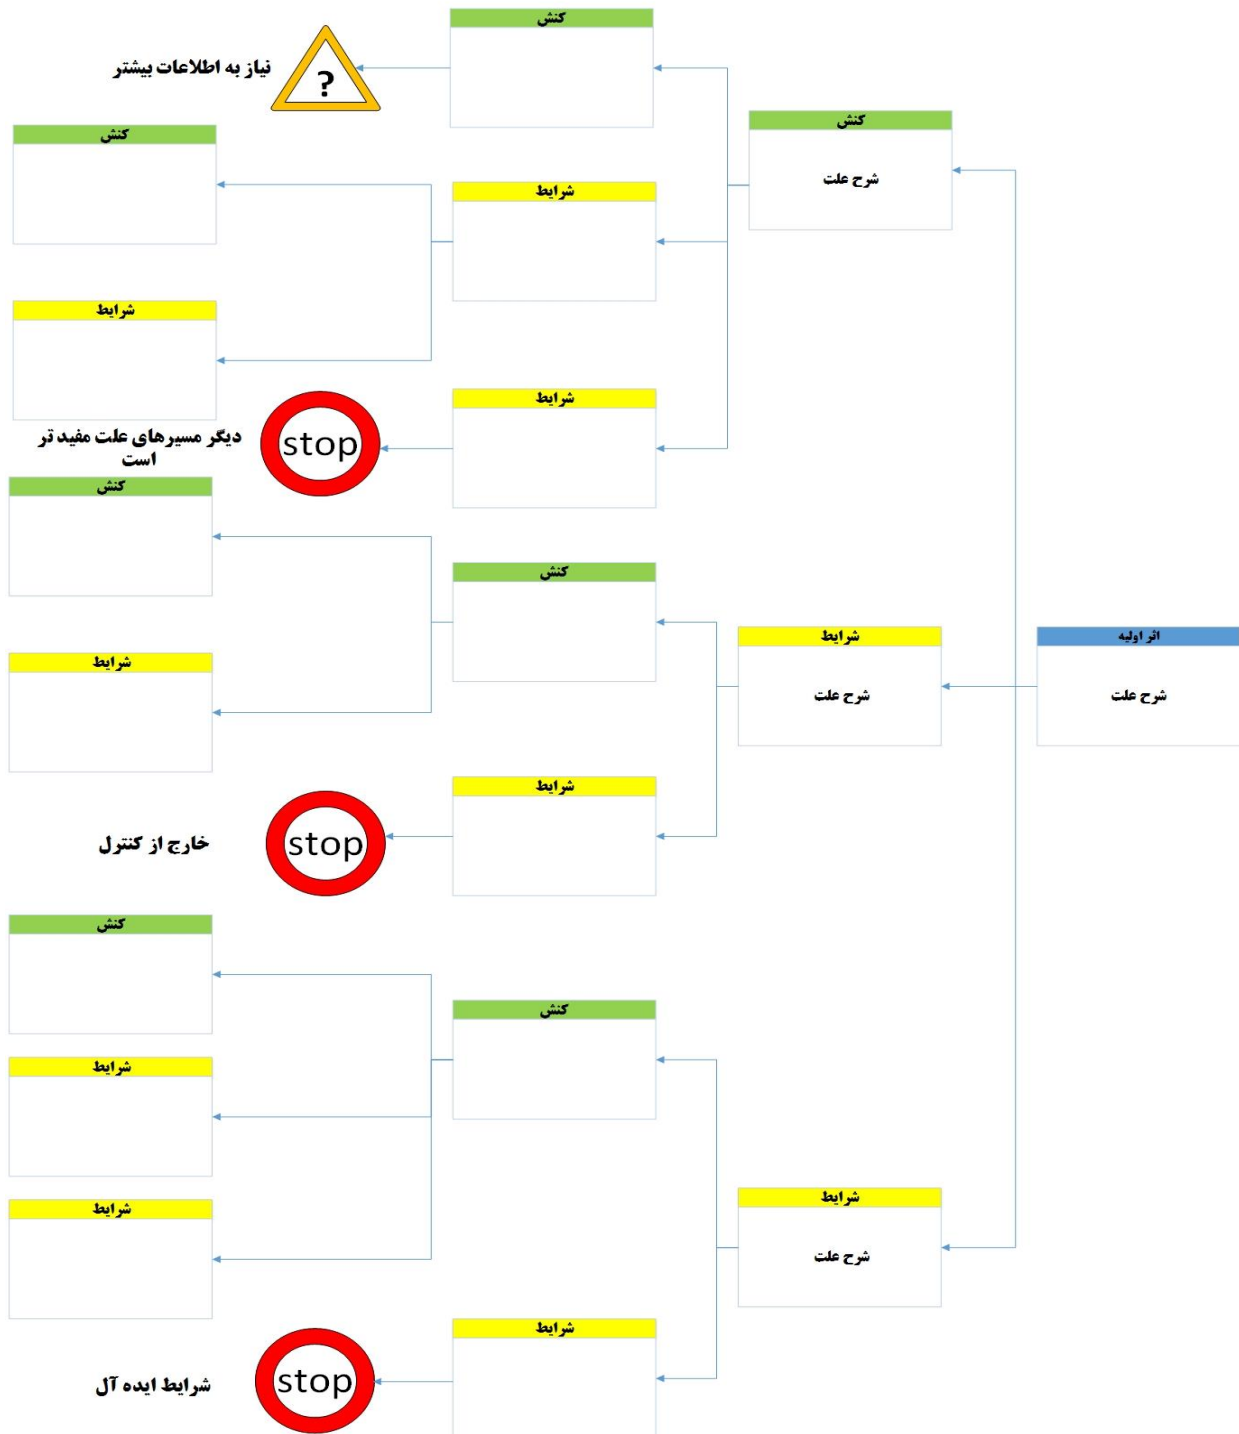 کنش
نیاز به اطلاعات بیشتر
?
کنش
شرح علت
کنش
شرایط
شرایط
شرایط
stop
دیگر مسیرهای علت مفید تر
است
کنش
کنش
اثر اولیه
شرح علت
شرایط
شرح علت
شرایط
شرایط
stop
خارج از کنترل
کنش
کنش
شرایط
شرایط
شرح علت
شرایط
شرایط
stop
شرایط ایده آل